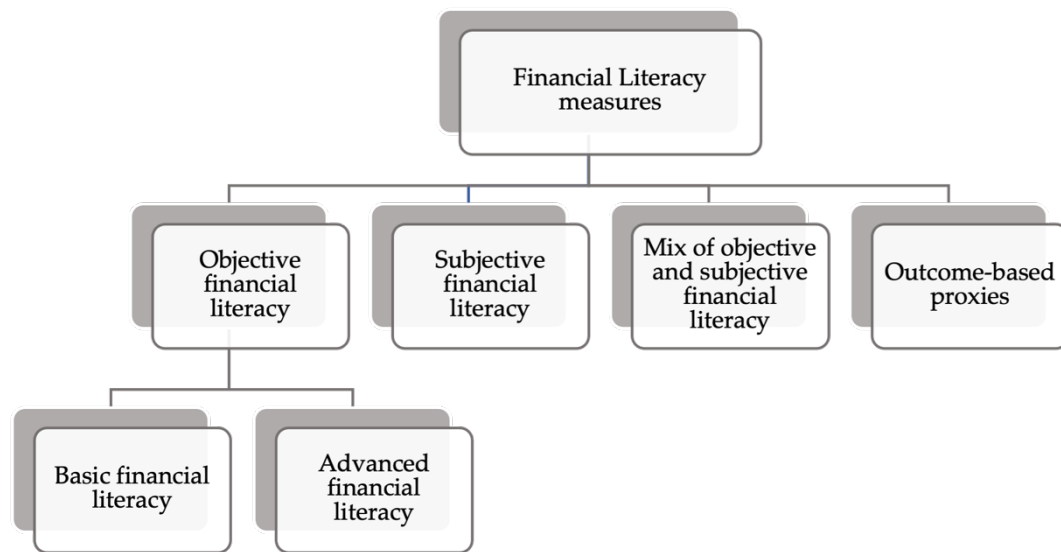 Financial Literacy
measures
Objective
financial
literacy
Subjective
financial
literacy
Mix of objective
and subjective
financial
literacy
Outcome-based
proxies
Basic financial
literacy
Advanced
financial
literacy